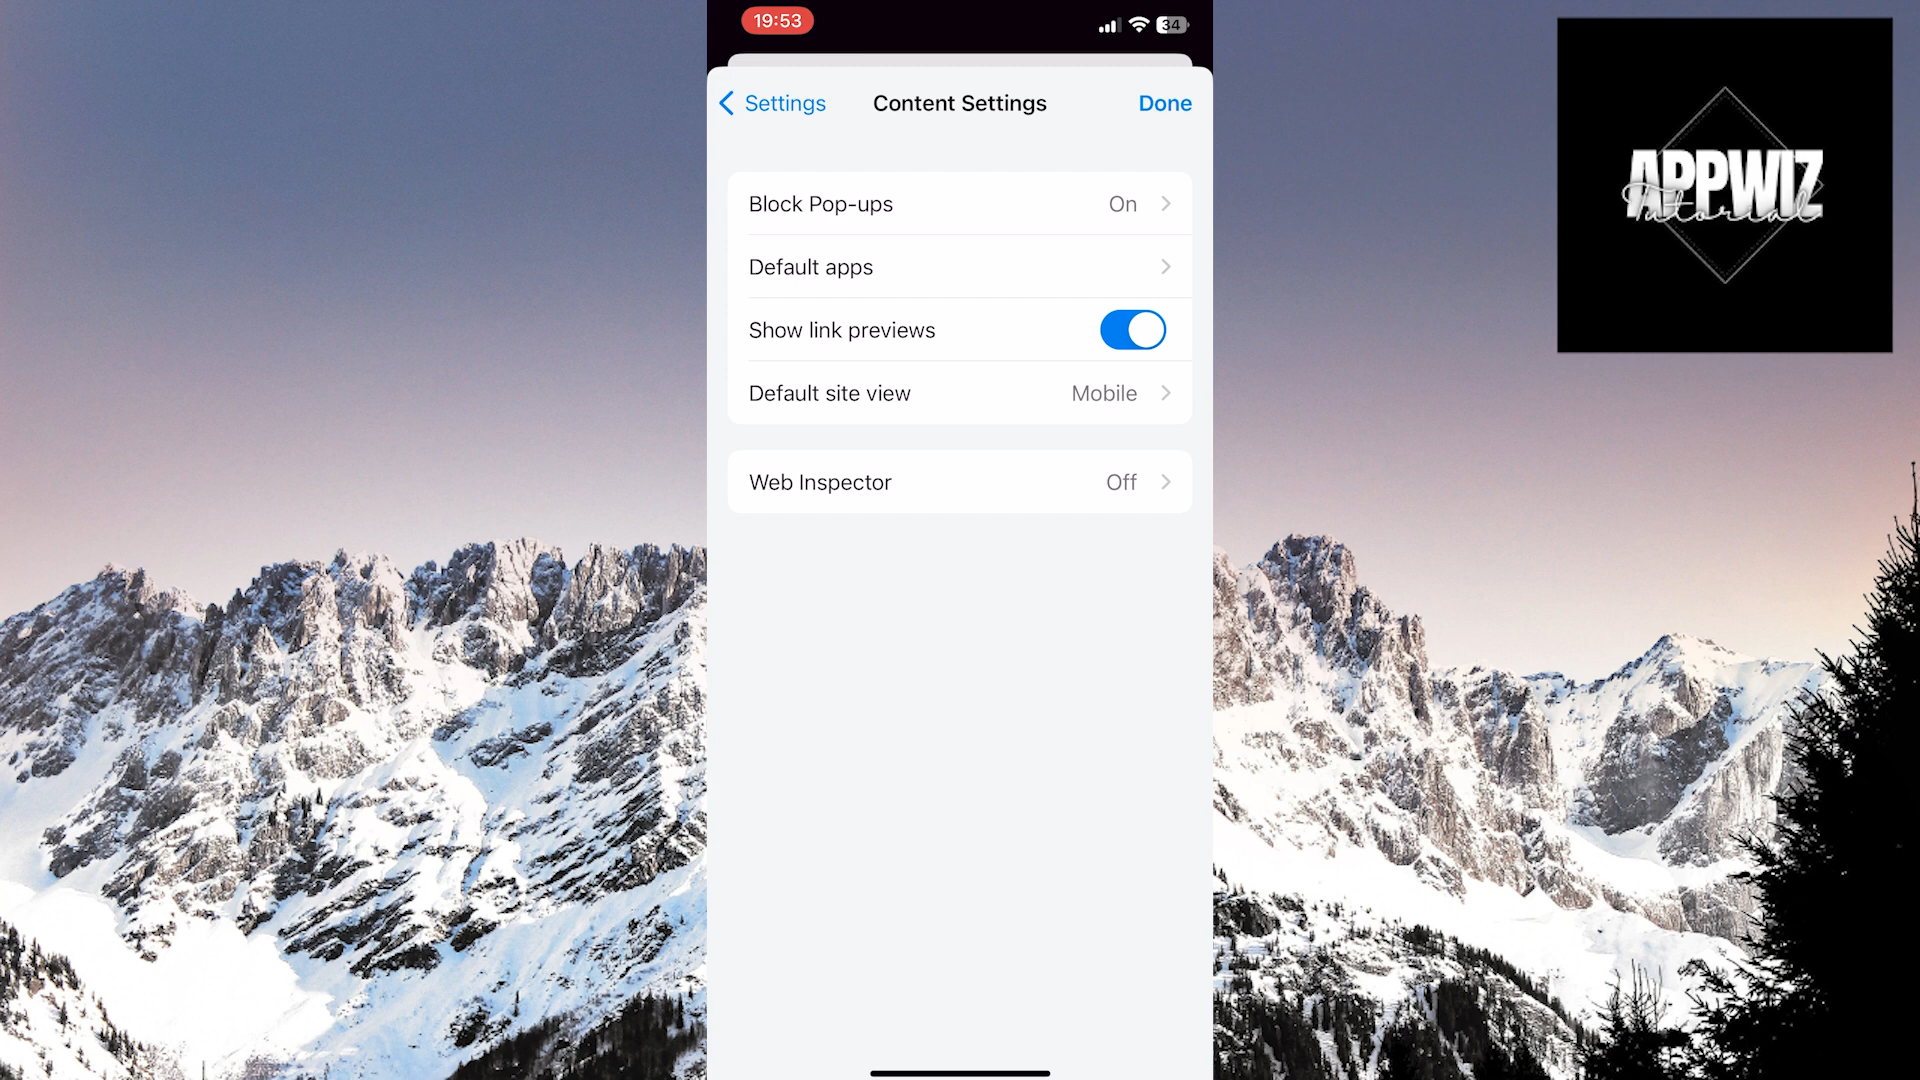 19:53
34
Settings
Content Settings
Done
Block Pop-ups
On
Default apps
Show link previews
Default site view
Mobile
Web Inspector
Off
APPWIZ
Tutorial